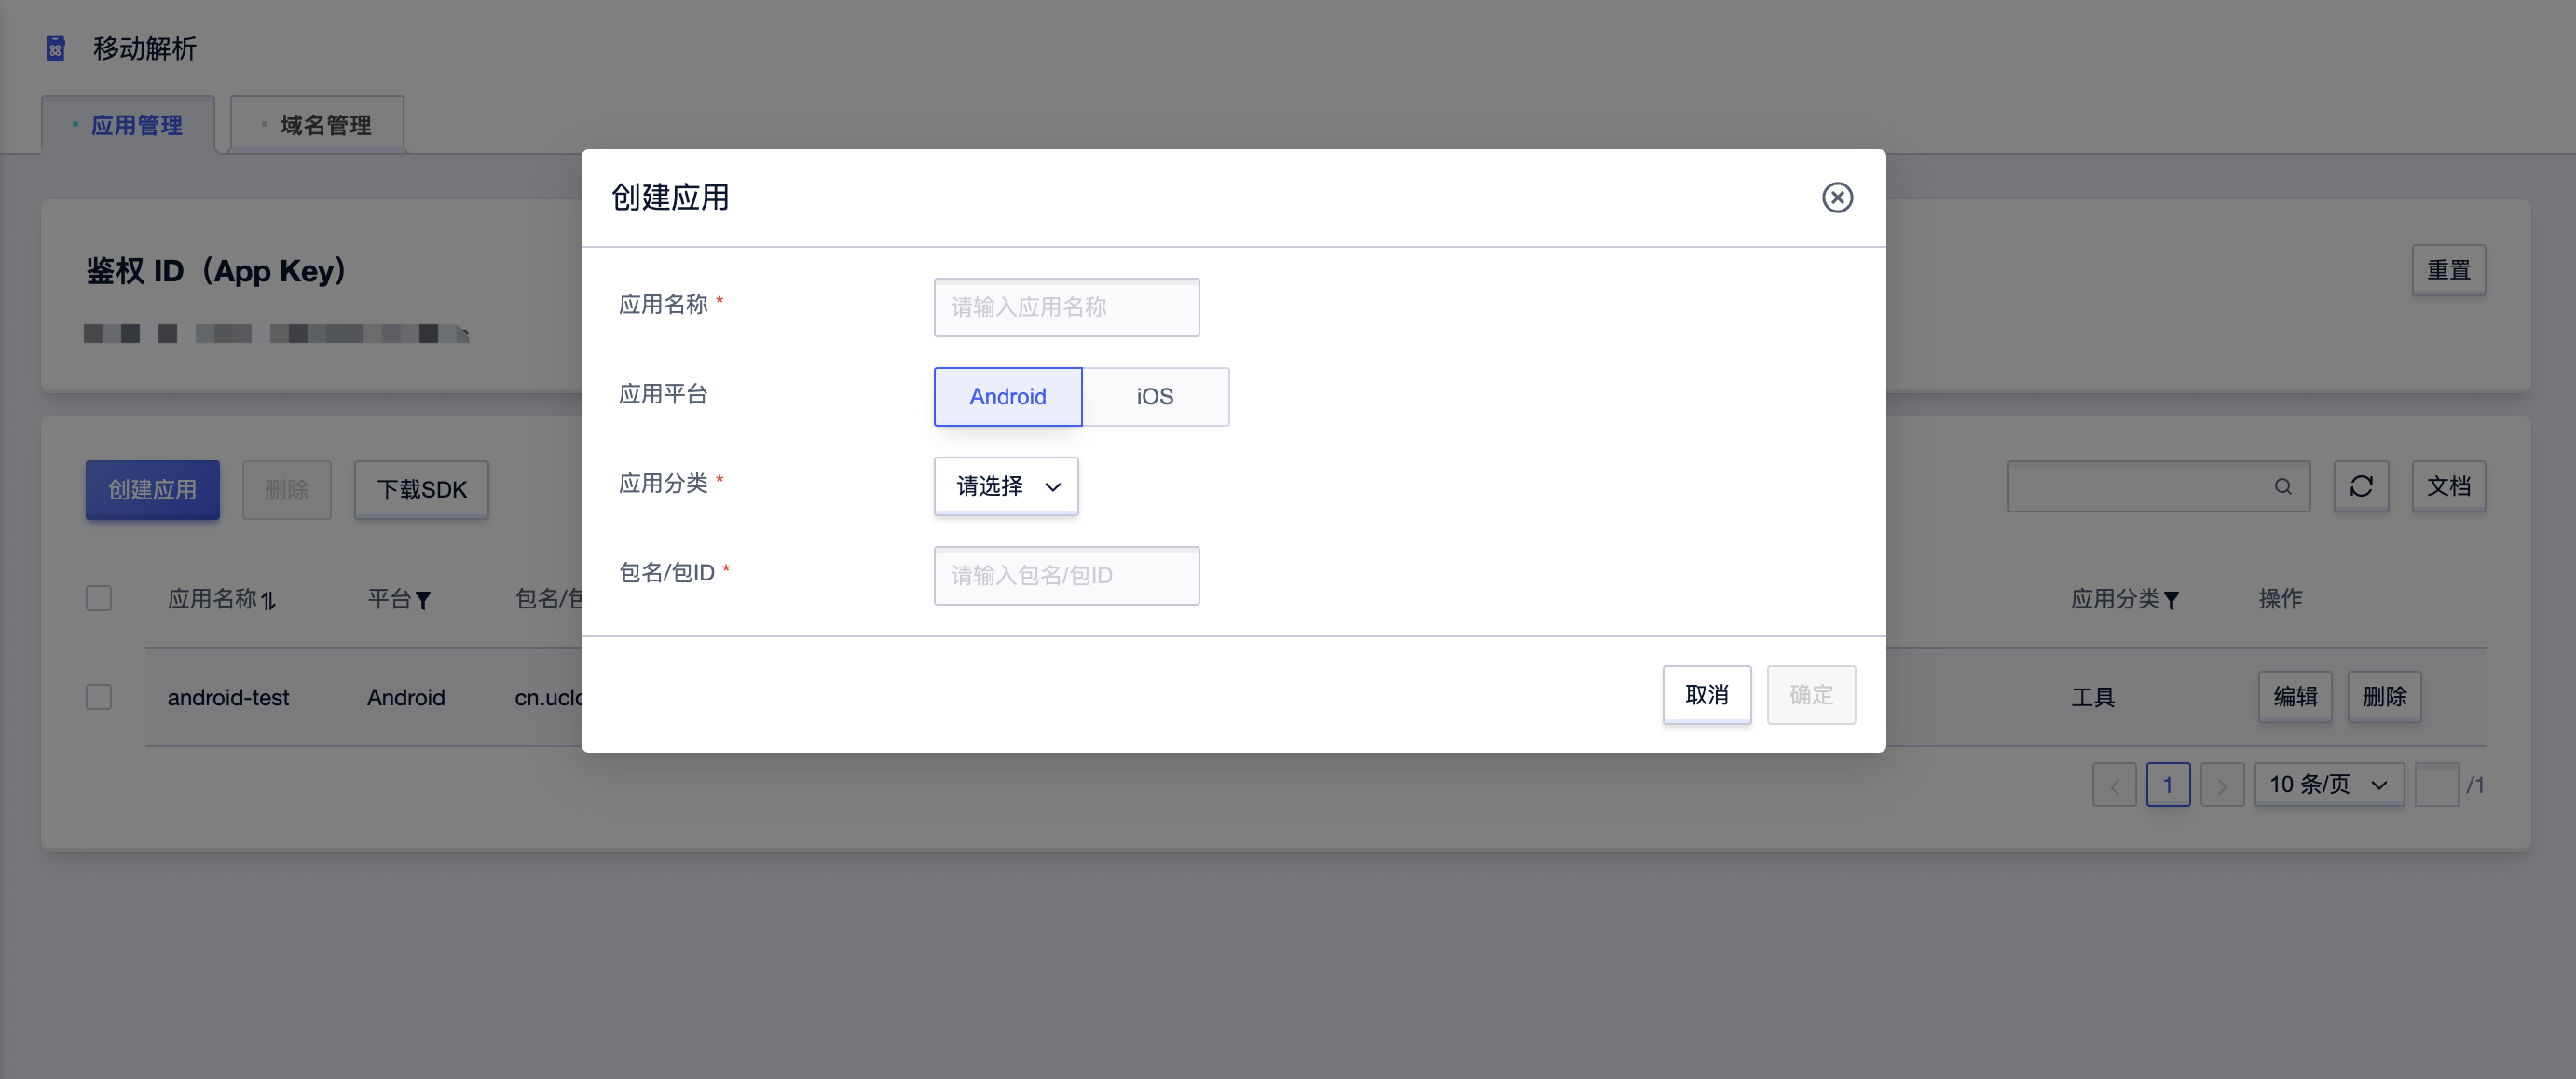 移动解析
应用管理
域名管理
鉴权 ID（App Key）
重置
创建应用
应用名称 *
请输入应用名称
应用平台
Android
iOS
应用分类 *
请选择
包名/包ID *
请输入包名/包ID
取消
确定
创建应用
删除
下载SDK
文档
应用名称
平台
包名/包
应用分类
操作
android-test
Android
cn.uclo
工具
编辑
删除
1
10 条/页
/1